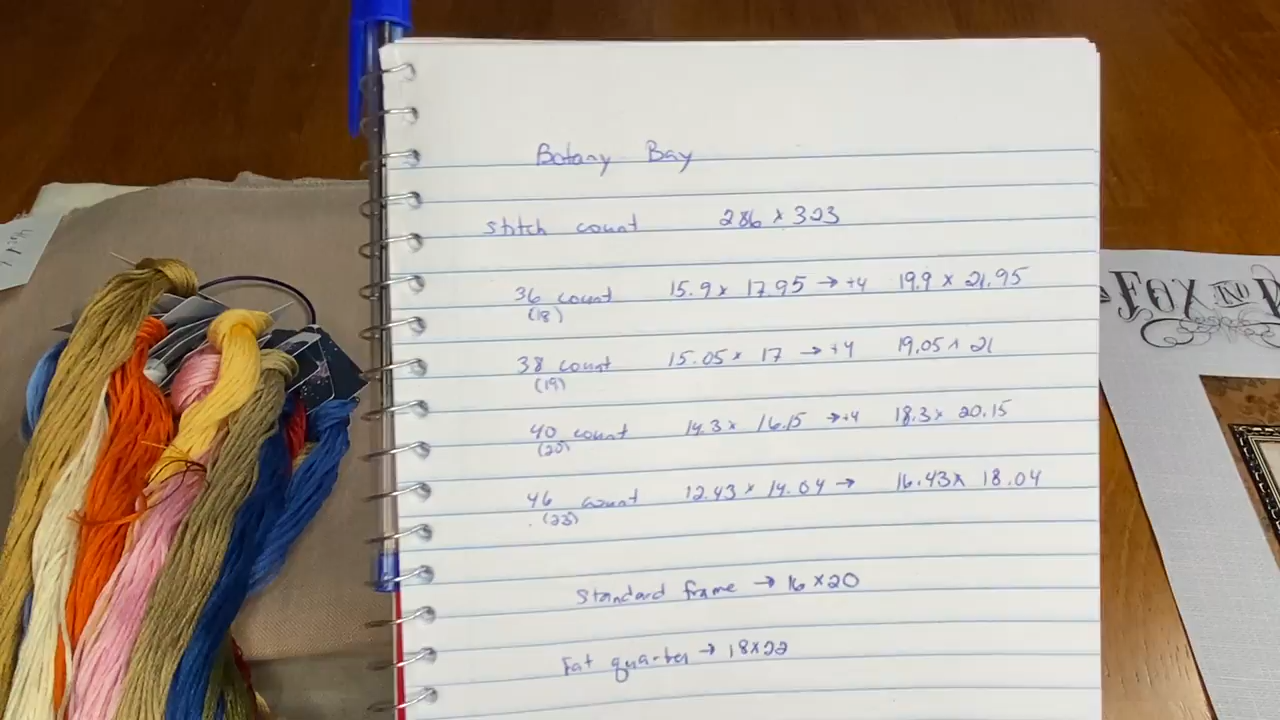 Botany Bay
Stitch count 286 x 323
36 count 15.9 x 17.95 → +4 19.9 x 21.95
(18)
38 count 15.05 x 17 → +4 19.05 x 21
(19)
40 count 14.3 x 16.15 → +4 18.3 x 20.15
(20)
46 count 12.43 x 14.04 → 16.43 x 18.04
(23)
Standard frame → 16 x 20
Fat quarter → 18 x 22
FOX AND